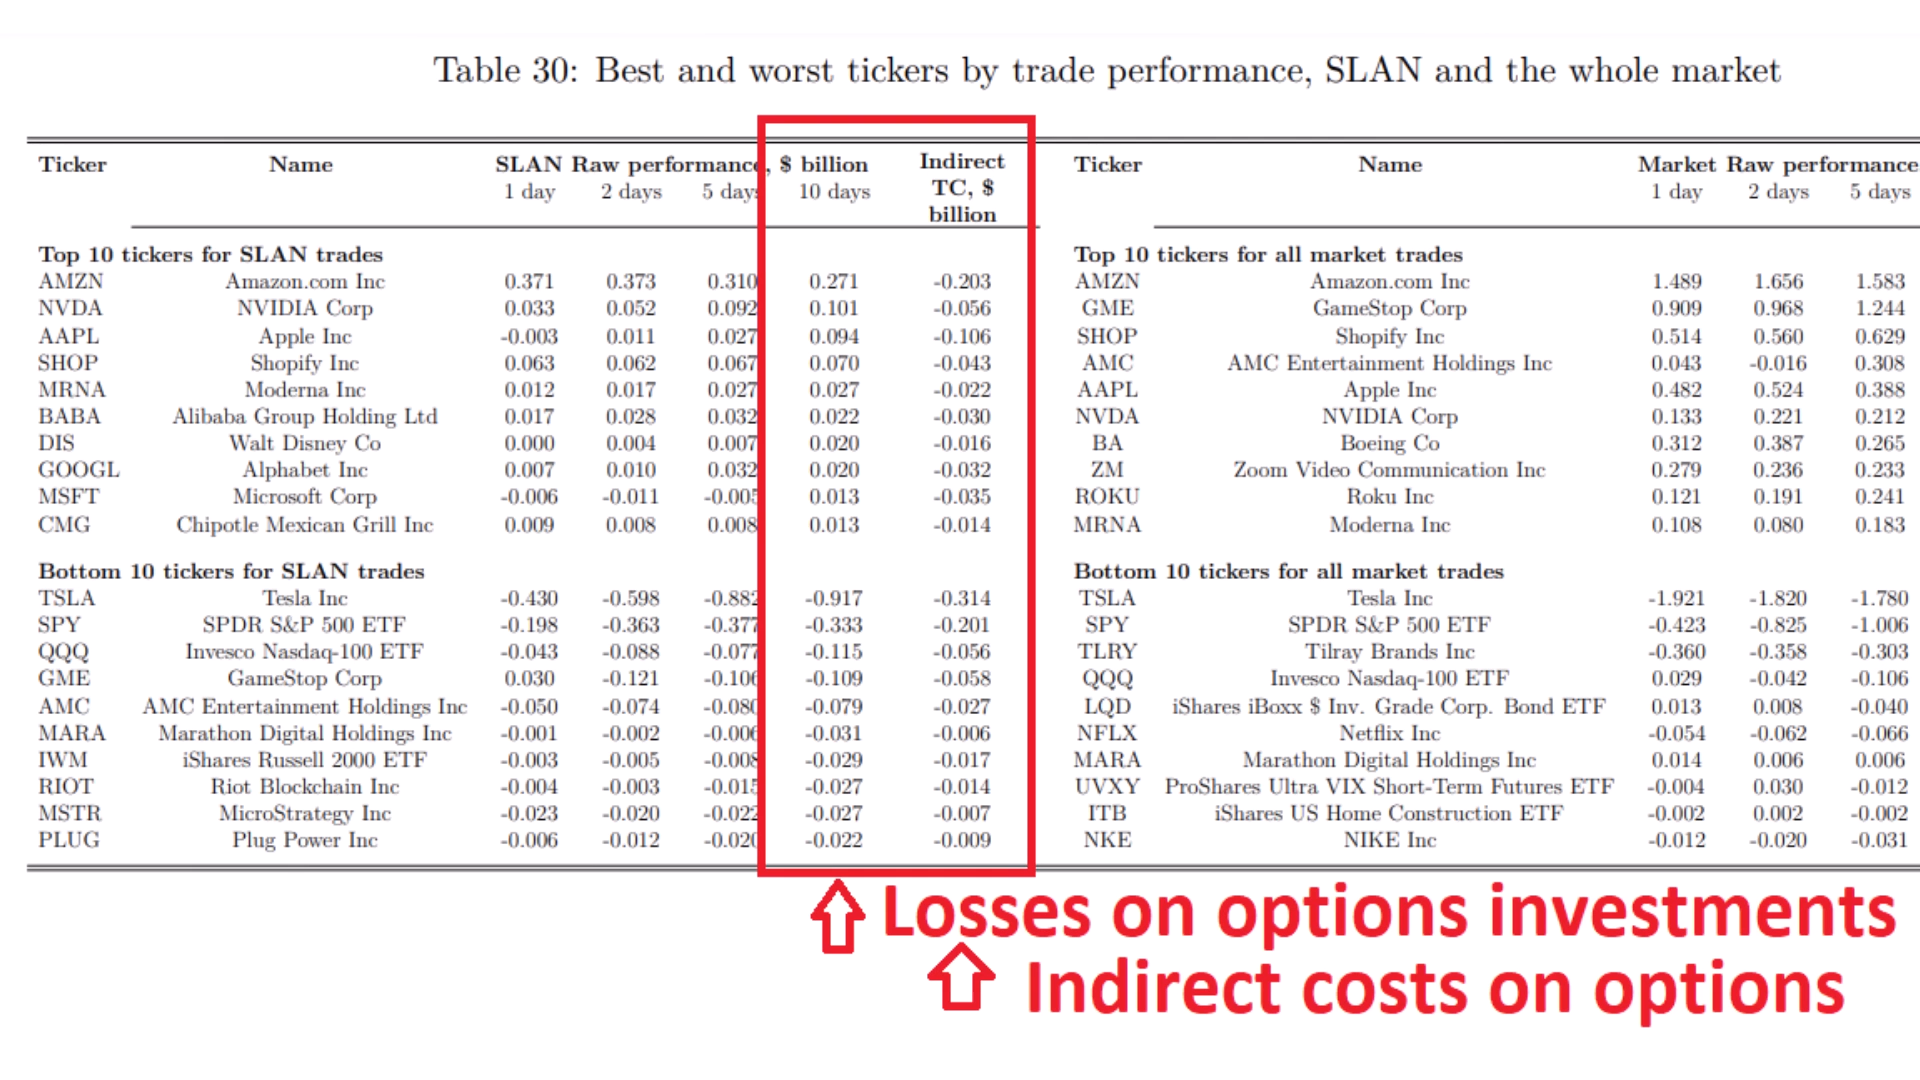 Table 30: Best and worst tickers by trade performance, SLAN and the whole market
Ticker Name SLAN Raw performance, $ billion Indirect TC, $ billion Ticker Name Market Raw performance
1 day 2 days 5 days 10 days 1 day 2 days 5 days
Top 10 tickers for SLAN trades Top 10 tickers for all market trades
AMZN Amazon.com Inc 0.371 0.373 0.310 0.271 -0.203 AMZN Amazon.com Inc 1.489 1.656 1.583
NVDA NVIDIA Corp 0.033 0.052 0.092 0.101 -0.056 GME GameStop Corp 0.909 0.968 1.244
AAPL Apple Inc -0.003 0.011 0.027 0.094 -0.106 SHOP Shopify Inc 0.514 0.560 0.629
SHOP Shopify Inc 0.063 0.062 0.067 0.070 -0.043 AMC AMC Entertainment Holdings Inc 0.043 -0.016 0.308
MRNA Moderna Inc 0.012 0.017 0.027 0.027 -0.022 AAPL Apple Inc 0.482 0.524 0.388
BABA Alibaba Group Holding Ltd 0.017 0.028 0.032 0.022 -0.030 NVDA NVIDIA Corp 0.133 0.221 0.212
DIS Walt Disney Co 0.000 0.004 0.007 0.020 -0.016 BA Boeing Co 0.312 0.387 0.265
GOOGL Alphabet Inc 0.007 0.010 0.032 0.020 -0.032 ZM Zoom Video Communication Inc 0.279 0.236 0.233
MSFT Microsoft Corp -0.006 -0.011 -0.005 0.013 -0.035 ROKU Roku Inc 0.121 0.191 0.241
CMG Chipotle Mexican Grill Inc 0.009 0.008 0.008 0.013 -0.014 MRNA Moderna Inc 0.108 0.080 0.183
Bottom 10 tickers for SLAN trades Bottom 10 tickers for all market trades
TSLA Tesla Inc -0.430 -0.598 -0.882 -0.917 -0.314 TSLA Tesla Inc -1.921 -1.820 -1.780
SPY SPDR S&P 500 ETF -0.198 -0.363 -0.377 -0.333 -0.201 SPY SPDR S&P 500 ETF -0.423 -0.825 -1.006
QQQ Invesco Nasdaq-100 ETF -0.043 -0.088 -0.077 -0.115 -0.056 TLRY Tilray Brands Inc -0.360 -0.358 -0.303
GME GameStop Corp 0.030 -0.121 -0.106 -0.109 -0.058 QQQ Invesco Nasdaq-100 ETF 0.029 -0.042 -0.106
AMC AMC Entertainment Holdings Inc -0.050 -0.074 -0.080 -0.079 -0.027 LQD iShares iBoxx $ Inv. Grade Corp. Bond ETF 0.013 0.008 -0.040
MARA Marathon Digital Holdings Inc -0.001 -0.002 -0.006 -0.031 -0.006 NFLX Netflix Inc -0.054 -0.062 -0.066
IWM iShares Russell 2000 ETF -0.003 -0.005 -0.008 -0.029 -0.017 MARA Marathon Digital Holdings Inc 0.014 0.006 0.006
RIOT Riot Blockchain Inc -0.004 -0.003 -0.015 -0.027 -0.014 UVXY ProShares Ultra VIX Short-Term Futures ETF -0.004 0.030 -0.012
MSTR MicroStrategy Inc -0.023 -0.020 -0.022 -0.027 -0.007 ITB iShares US Home Construction ETF -0.002 0.002 -0.002
PLUG Plug Power Inc -0.006 -0.012 -0.020 -0.022 -0.009 NKE NIKE Inc -0.012 -0.020 -0.031
Losses on options investments
Indirect costs on options